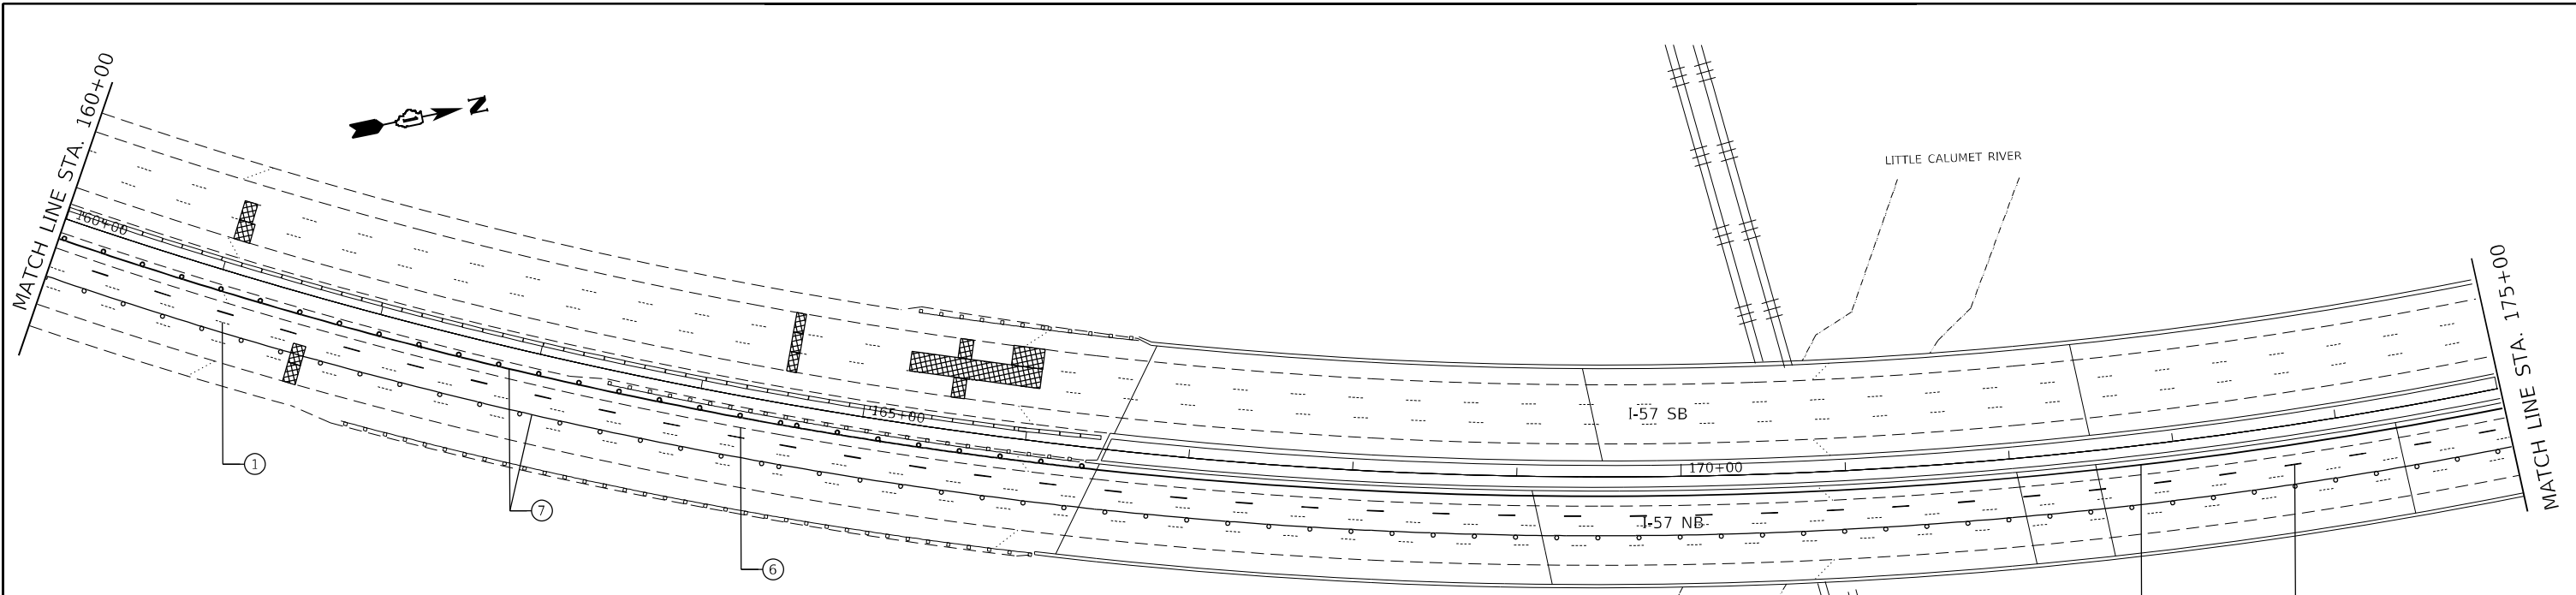 MATCH LINE STA. 160+00
N
160+00
LITTLE CALUMET RIVER
MATCH LINE STA. 175+00
165+00
I-57 SB
170+00
I-57 NB
1
7
6